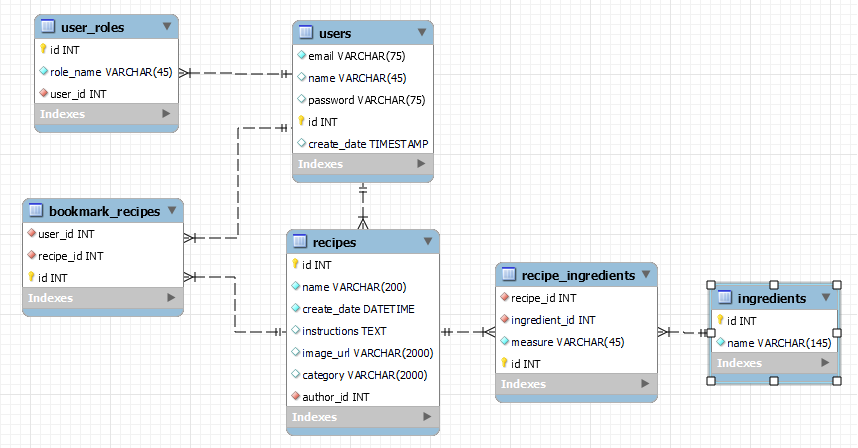 user_roles
id INT
role_name VARCHAR(45)
user_id INT
Indexes
users
email VARCHAR(75)
name VARCHAR(45)
password VARCHAR(75)
id INT
create_date TIMESTAMP
Indexes
bookmark_recipes
user_id INT
recipe_id INT
id INT
Indexes
recipes
id INT
name VARCHAR(200)
create_date DATETIME
instructions TEXT
image_url VARCHAR(2000)
category VARCHAR(2000)
author_id INT
Indexes
recipe_ingredients
recipe_id INT
ingredient_id INT
measure VARCHAR(45)
id INT
Indexes
ingredients
id INT
name VARCHAR(145)
Indexes